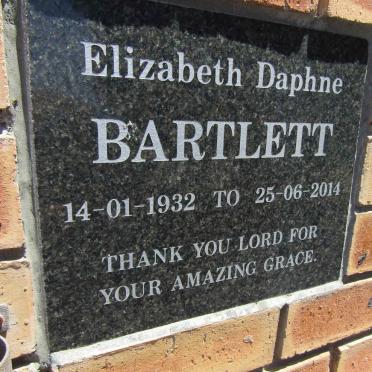 Elizabeth Daphne
BARTLETT
14-01-1932 TO 25-06-2014
THANK YOU LORD FOR
YOUR AMAZING GRACE.